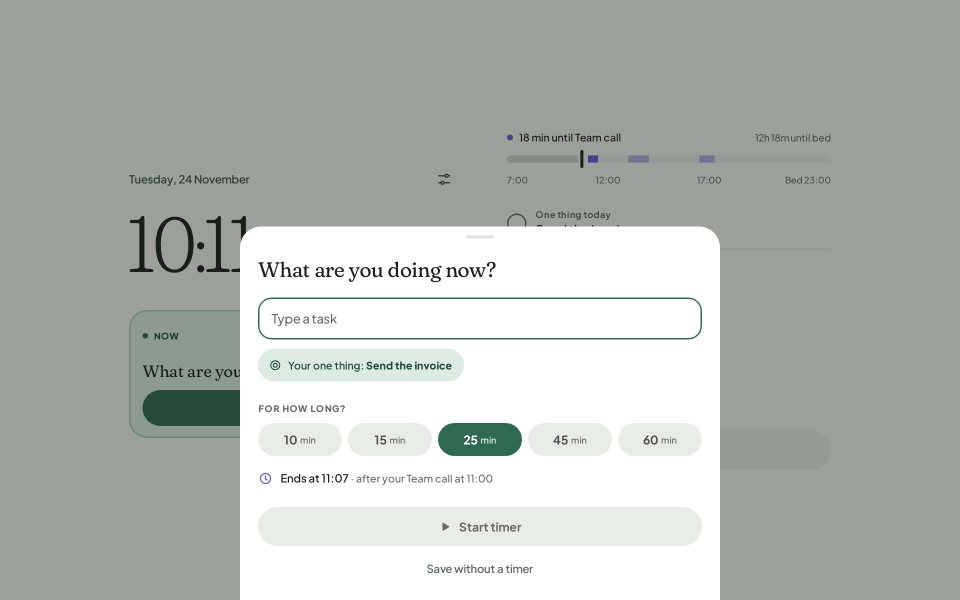 18 min until Team call
12h 18m until bed
Tuesday, 24 November
7:00
12:00
17:00
Bed 23:00
One thing today
10:11
What are you doing now?
Type a task
NOW
Your one thing: Send the invoice
What are you
FOR HOW LONG?
10 min
15 min
25 min
45 min
60 min
Ends at 11:07 · after your Team call at 11:00
Start timer
Save without a timer